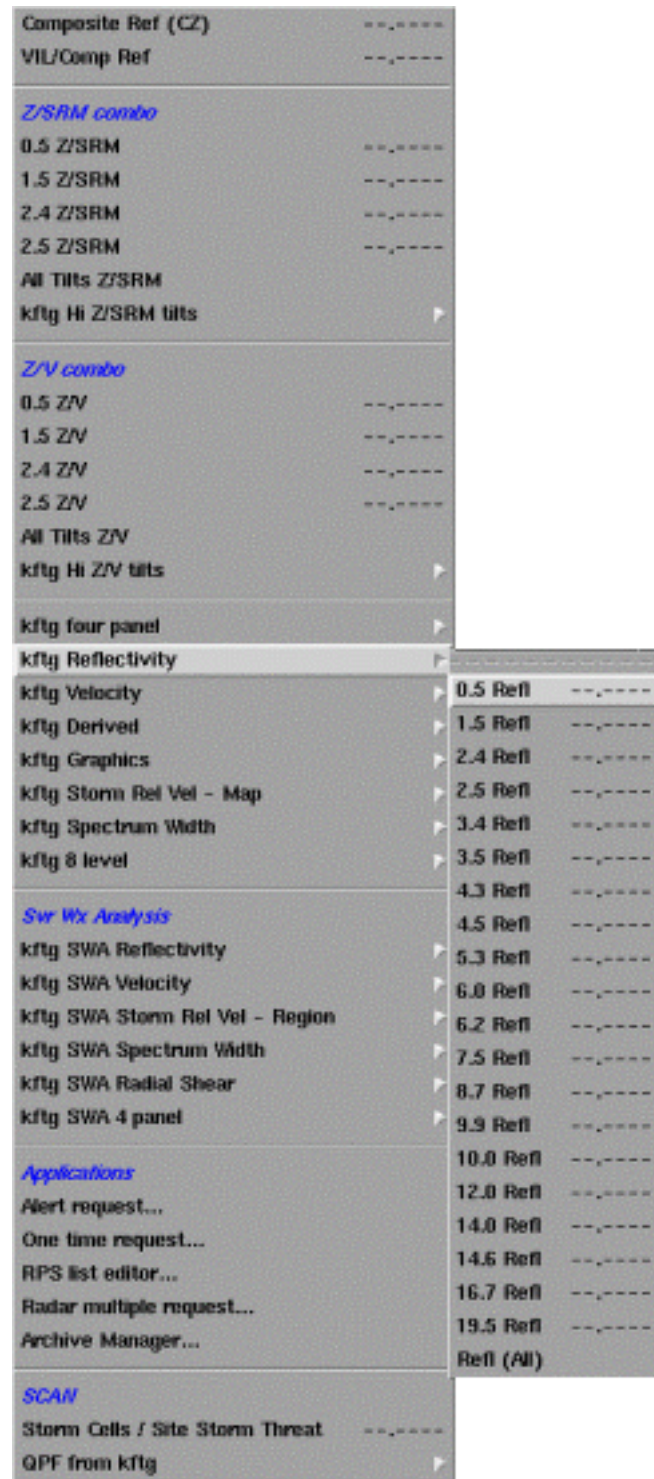 Composite Ref (CZ) --.----
VIL/Comp Ref --.----
Z/SRM combo
0.5 Z/SRM --.----
1.5 Z/SRM --.----
2.4 Z/SRM --.----
2.5 Z/SRM --.----
All Tilts Z/SRM
kftg Hi Z/SRM tilts
Z/V combo
0.5 Z/V --.----
1.5 Z/V --.----
2.4 Z/V --.----
2.5 Z/V --.----
All Tilts Z/V
kftg Hi Z/V tilts
kftg four panel
kftg Reflectivity
kftg Velocity
kftg Derived
kftg Graphics
kftg Storm Rel Vel - Map
kftg Spectrum Width
kftg 8 level
Swr Wx Analysis
kftg SWA Reflectivity
kftg SWA Velocity
kftg SWA Storm Rel Vel - Region
kftg SWA Spectrum Width
kftg SWA Radial Shear
kftg SWA 4 panel
Applications
Alert request...
One time request...
RPS list editor...
Radar multiple request...
Archive Manager...
SCAN
Storm Cells / Site Storm Threat --.----
QPF from kftg
0.5 Refl --.----
1.5 Refl --.----
2.4 Refl --.----
2.5 Refl --.----
3.4 Refl --.----
3.5 Refl --.----
4.3 Refl --.----
4.5 Refl --.----
5.3 Refl --.----
6.0 Refl --.----
6.2 Refl --.----
7.5 Refl --.----
8.7 Refl --.----
9.9 Refl --.----
10.0 Refl --.----
12.0 Refl --.----
14.0 Refl --.----
14.6 Refl --.----
16.7 Refl --.----
19.5 Refl --.----
Refl (All)